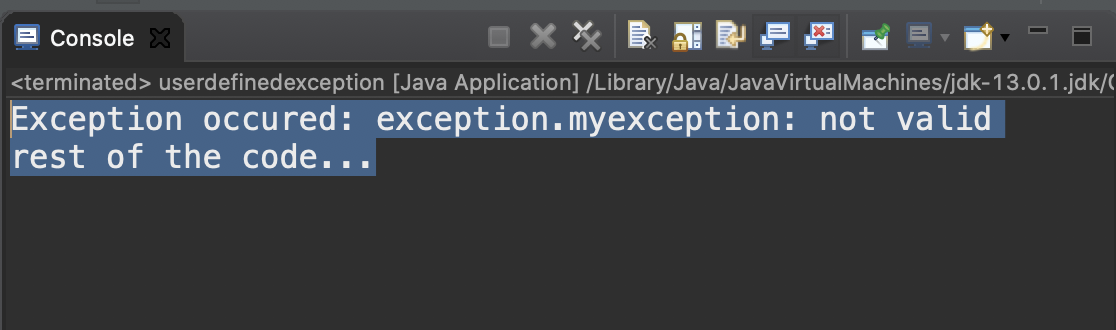 Console
<terminated> userdefinedexception [Java Application] /Library/Java/JavaVirtualMachines/jdk-13.0.1.jdk/
Exception occured: exception.myexception: not valid
rest of the code...